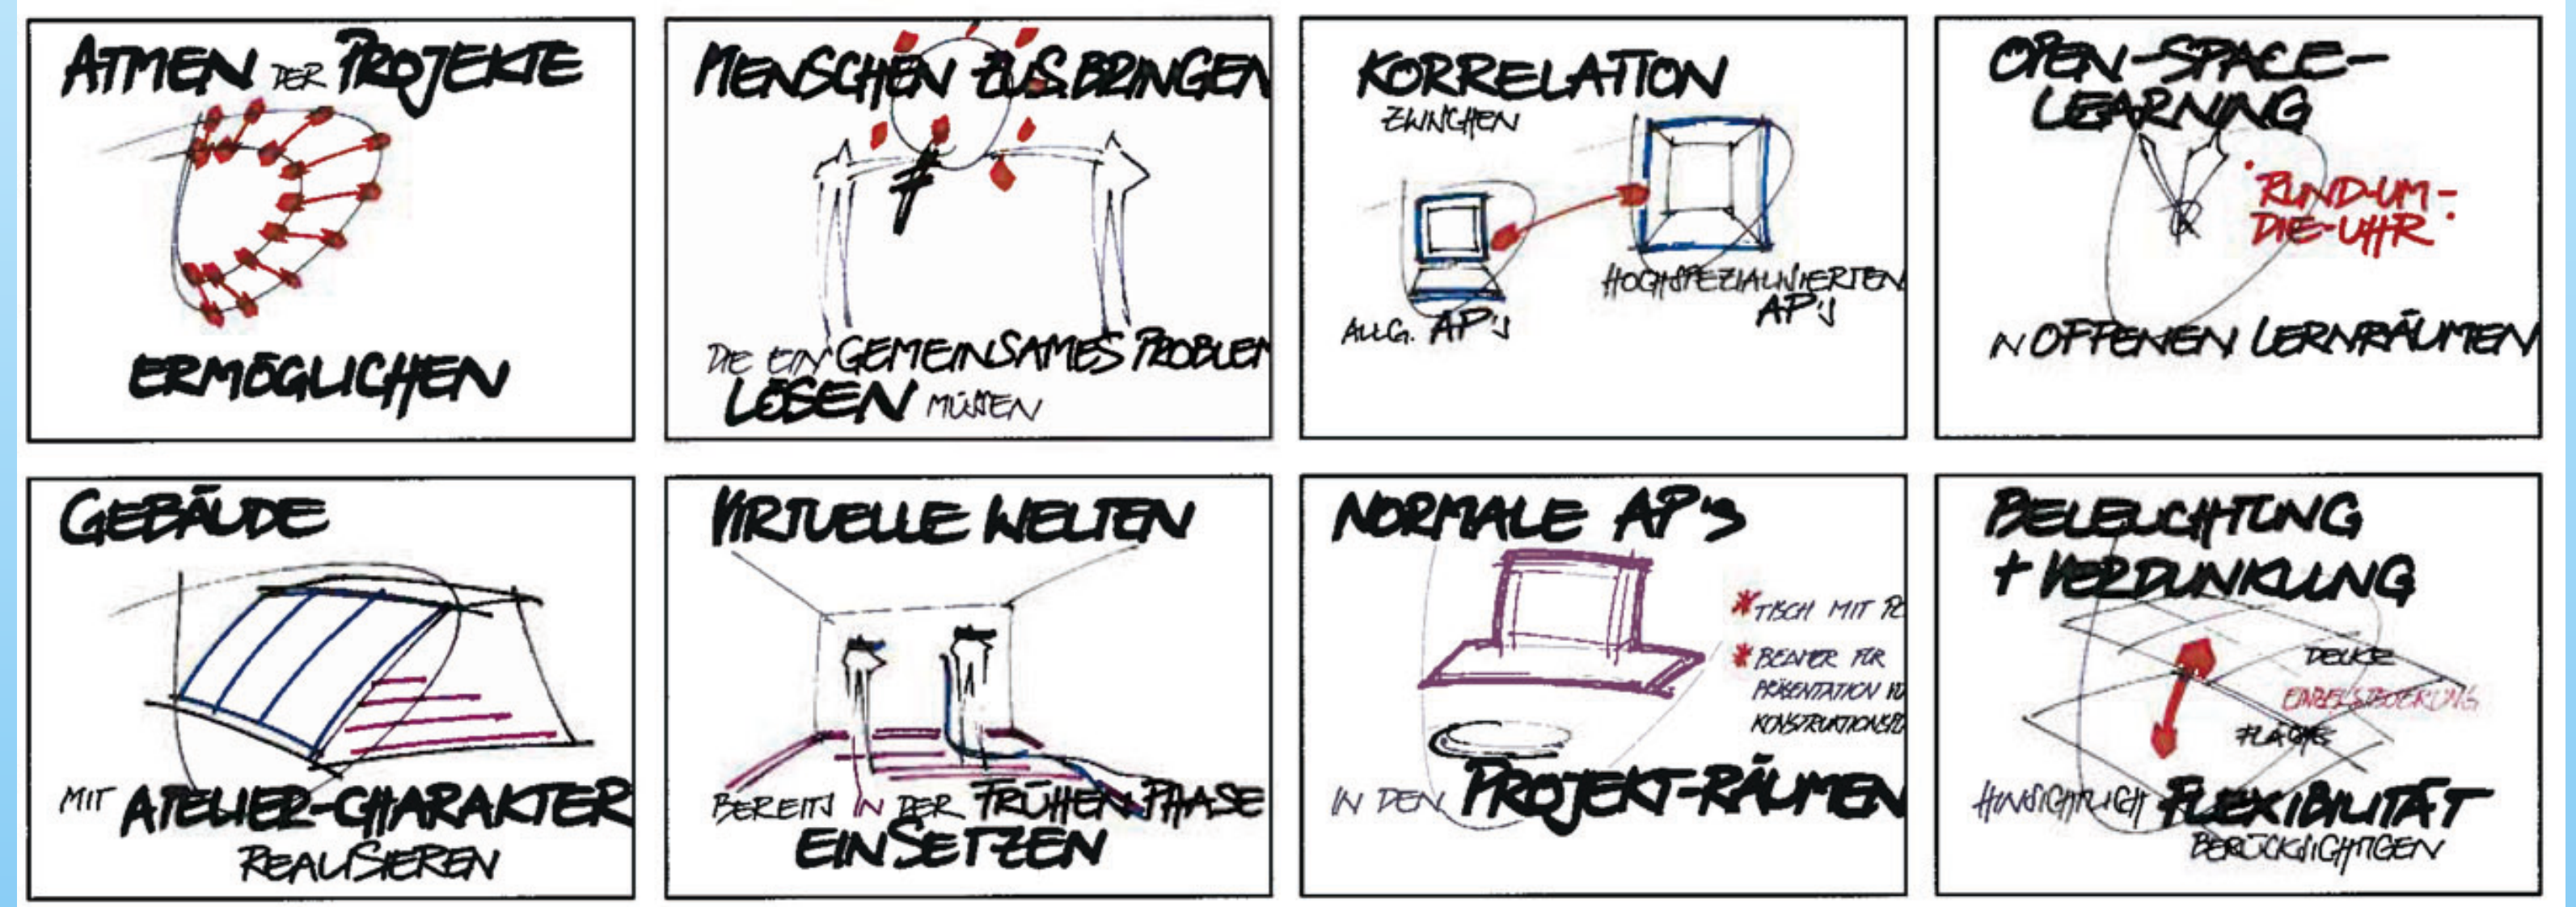 ATMEN DER PROJEKTE
ERMÖGLICHEN
MENSCHEN ZUS.BRINGEN
DIE EIN GEMEINSAMES PROBLEM
LÖSEN MÜSSEN
KORRELATION
ZWISCHEN
HOCHSPEZIALISIERTEN
AP'S
ALLG. AP'S
OPEN-SPACE-
LEARNING
RUND-UM-
DIE-UHR
IN OFFENEN LERNRÄUMEN
GEBÄUDE
MIT ATELIER-CHARAKTER
REALISIEREN
VIRTUELLE WELTEN
BEREITS IN DER FRÜHEN PHASE
EINSETZEN
NORMALE AP'S
TISCH MIT PC
BEAMER FÜR
PRÄSENTATION
IN DEN PROJEKT-RÄUMEN
BELEUCHTUNG
+ VERDUNKLUNG
DECKE
FLÄCHE
HINSICHTLICH FLEXIBILITÄT
BERÜCKSICHTIGEN